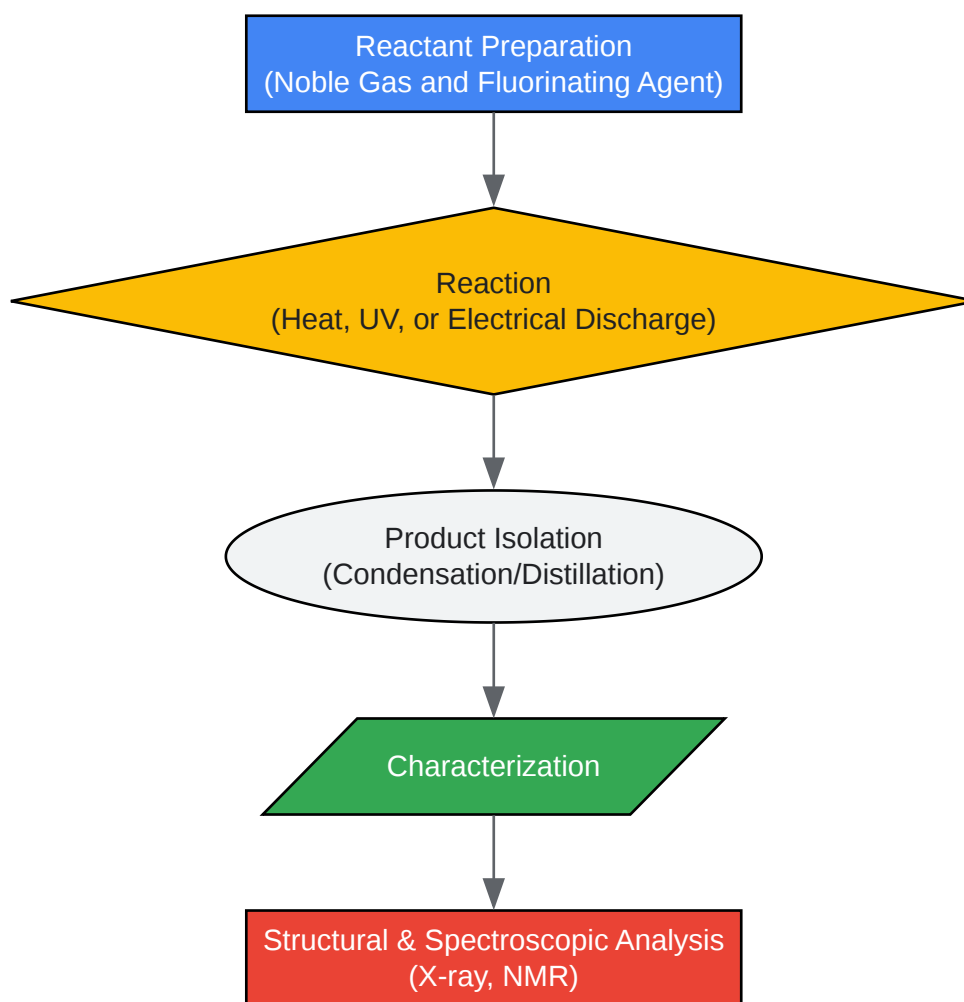 Reactant Preparation
(Noble Gas and Fluorinating Agent)
Reaction
(Heat, UV, or Electrical Discharge)
Product Isolation
(Condensation/Distillation)
Characterization
Structural & Spectroscopic Analysis
(X-ray, NMR)